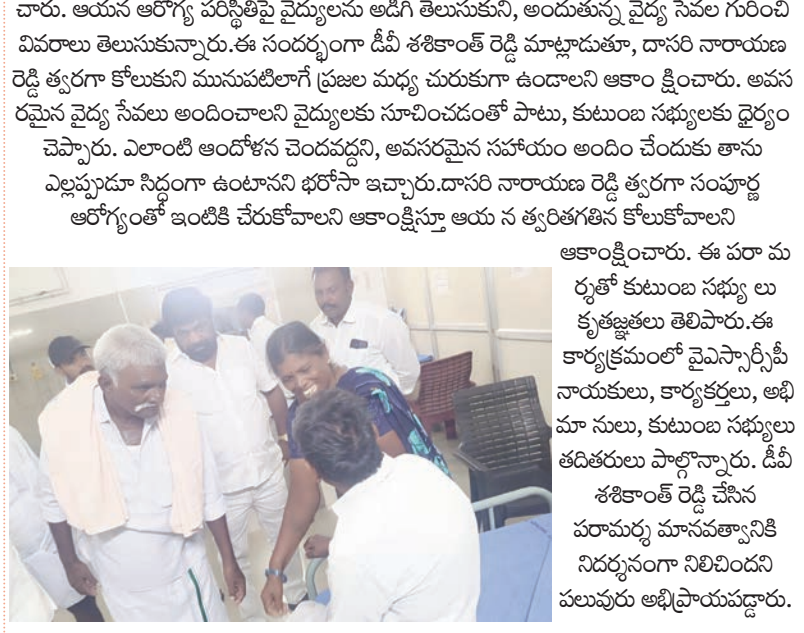 చారు. ఆయన ఆరోగ్య పరిస్థితిపై వైద్యులను అడిగి తెలుసుకుని, అందుతున్న వైద్య సేవల గురించి
వివరాలు తెలుసుకున్నారు.ఈ సందర్భంగా డీవీ శశికాంత్ రెడ్డి మాట్లాడుతూ, దాసరి నారాయణ
రెడ్డి త్వరగా కోలుకుని మునుపటిలాగే ప్రజల మధ్య చురుకుగా ఉండాలని ఆకాం క్షించారు. అవస
రమైన వైద్య సేవలు అందించాలని వైద్యులకు సూచించడంతో పాటు, కుటుంబ సభ్యులకు ధైర్యం
చెప్పారు. ఎలాంటి ఆందోళన చెందవద్దని, అవసరమైన సహాయం అందిం చేందుకు తాను
ఎల్లప్పుడూ సిద్ధంగా ఉంటానని భరోసా ఇచ్చారు.దాసరి నారాయణ రెడ్డి త్వరగా సంపూర్ణ
ఆరోగ్యంతో ఇంటికి చేరుకోవాలని ఆకాంక్షిస్తూ ఆయ న త్వరితగతిన కోలుకోవాలని
ఆకాంక్షించారు. ఈ పరా మ
ర్శతో కుటుంబ సభ్యు లు
కృతజ్ఞతలు తెలిపారు.ఈ
కార్యక్రమంలో వైఎస్సార్సీపీ
నాయకులు, కార్యకర్తలు, అభి
మా నులు, కుటుంబ సభ్యులు
తదితరులు పాల్గొన్నారు. డీవీ
శశికాంత్ రెడ్డి చేసిన
పరామర్శ మానవత్వానికి
నిదర్శనంగా నిలిచిందని
పలువురు అభిప్రాయపడ్డారు.